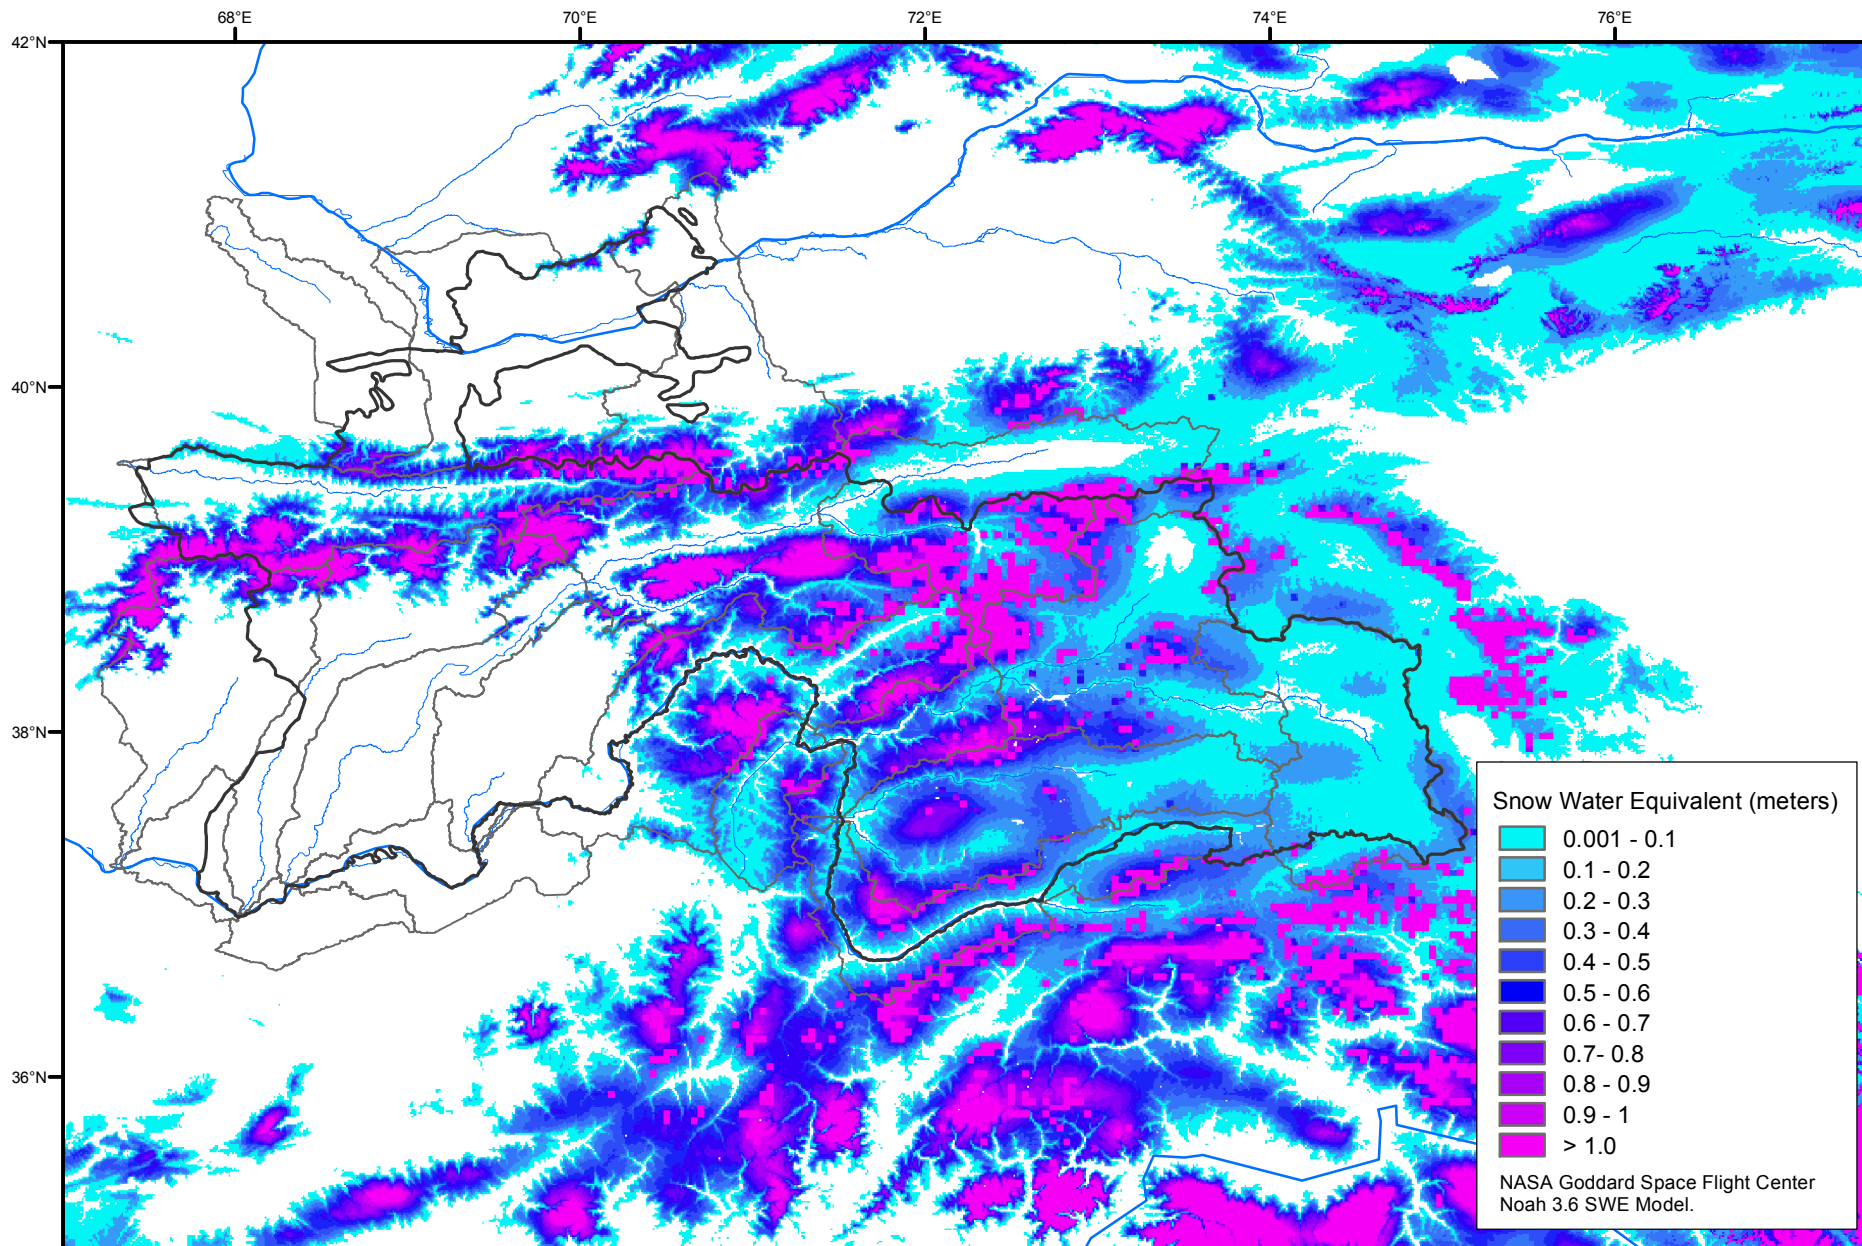 68°E 70°E 72°E 74°E 76°E
42°N
40°N
38°N
36°N
Snow Water Equivalent (meters)
0.001 - 0.1
0.1 - 0.2
0.2 - 0.3
0.3 - 0.4
0.4 - 0.5
0.5 - 0.6
0.6 - 0.7
0.7- 0.8
0.8 - 0.9
0.9 - 1
> 1.0
NASA Goddard Space Flight Center
Noah 3.6 SWE Model.